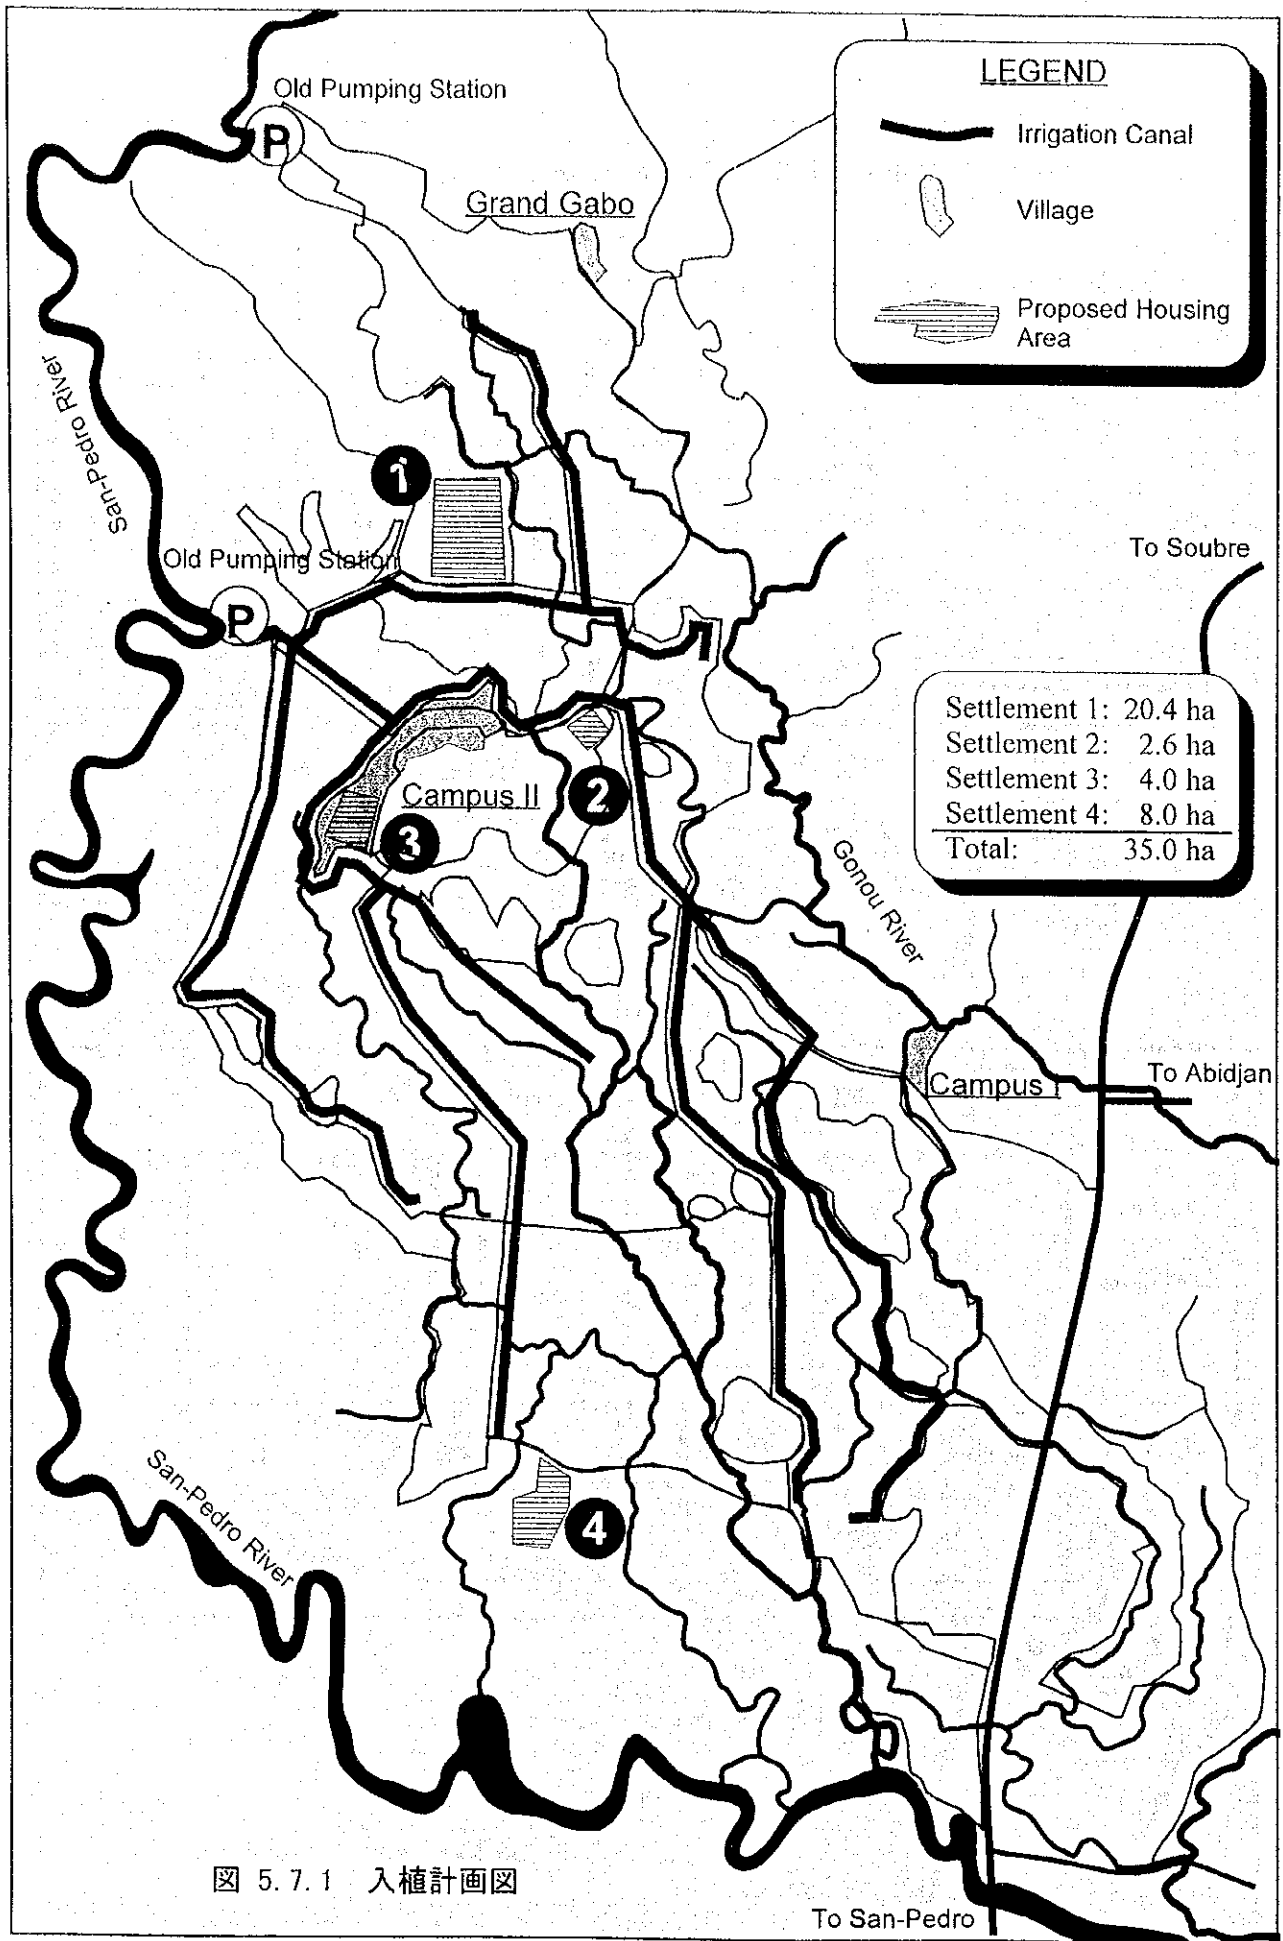 Old Pumping Station
P
LEGEND
Irrigation Canal
Village
Proposed Housing
Area
Grand Gabo
San-Pedro River
1
Old Pumping Station
P
To Soubre
Settlement 1: 20.4 ha
Settlement 2: 2.6 ha
Settlement 3: 4.0 ha
Settlement 4: 8.0 ha
Total: 35.0 ha
Campus II
2
3
Gonou River
Campus I
To Abidjan
San-Pedro River
4
図 5.7.1 入植計画図
To San-Pedro